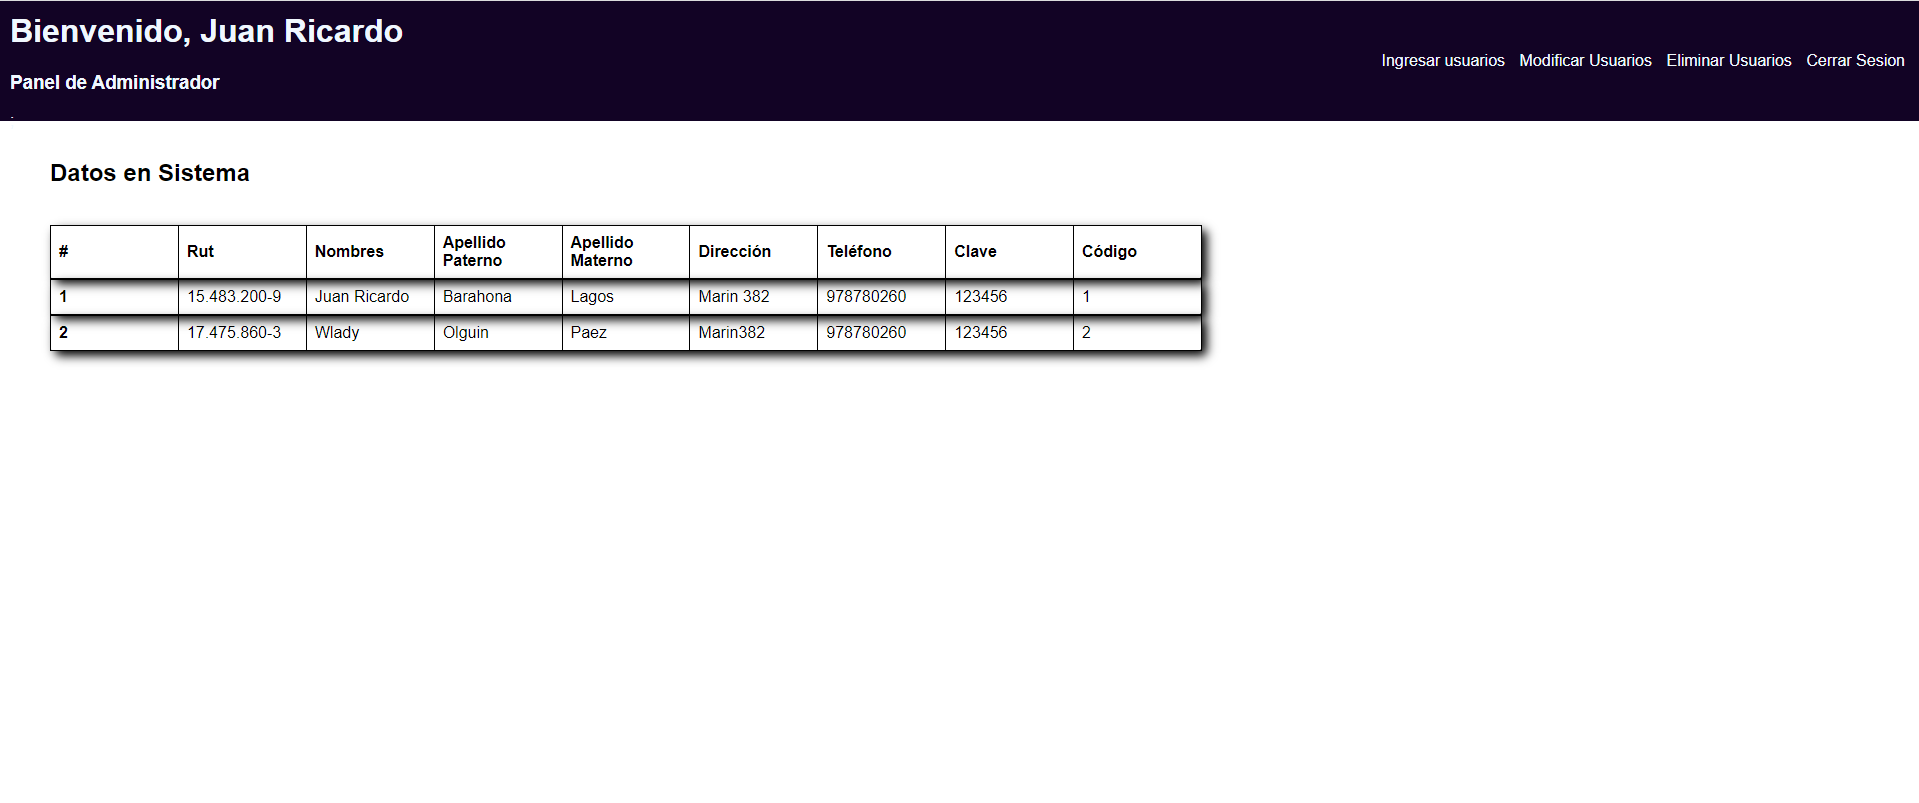 Bienvenido, Juan Ricardo
Panel de Administrador
.
Ingresar usuarios Modificar Usuarios Eliminar Usuarios Cerrar Sesion
Datos en Sistema
# Rut Nombres Apellido Paterno Apellido Materno Dirección Teléfono Clave Código
1 15.483.200-9 Juan Ricardo Barahona Lagos Marin 382 978780260 123456 1
2 17.475.860-3 Wlady Olguin Paez Marin382 978780260 123456 2